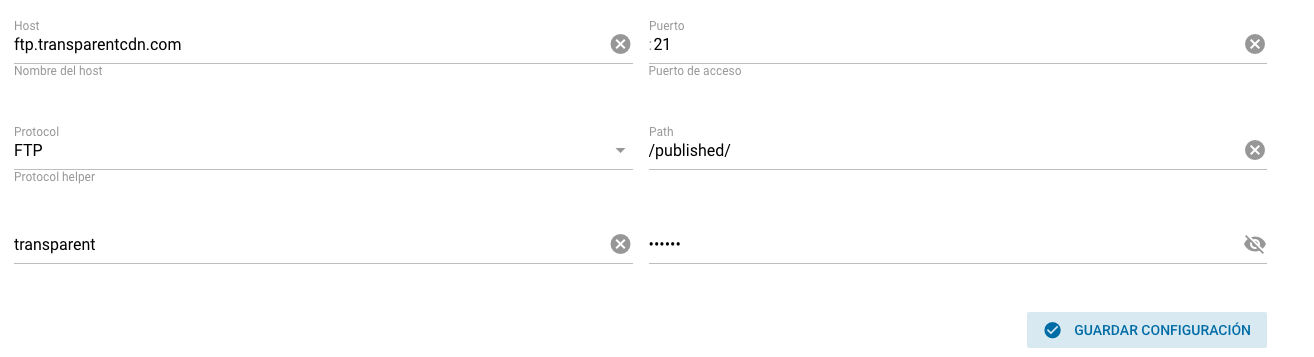 Host
ftp.transparentcdn.com
Nombre del host
Puerto
:21
Puerto de acceso
Protocol
FTP
Protocol helper
Path
/published/
transparent
••••••
GUARDAR CONFIGURACIÓN